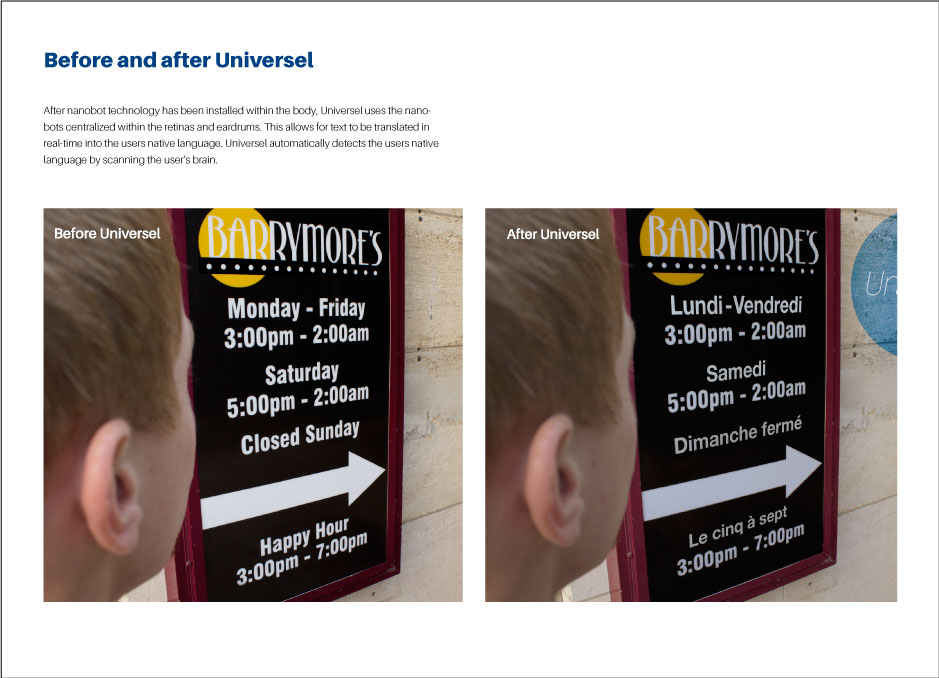 Before and after Universel
After nanobot technology has been installed within the body, Universel uses the nano-
bots centralized within the retinas and eardrums. This allows for text to be translated in
real-time into the users native language. Universel automatically detects the users native
language by scanning the user's brain.
Before Universel
BARRYMORE'S
Monday - Friday
3:00pm - 2:00am
Saturday
5:00pm - 2:00am
Closed Sunday
Happy Hour
3:00pm - 7:00pm
After Universel
BARRYMORE'S
Lundi-Vendredi
3:00pm - 2:00am
Samedi
5:00pm - 2:00am
Dimanche fermé
Le cinq à sept
3:00pm - 7:00pm